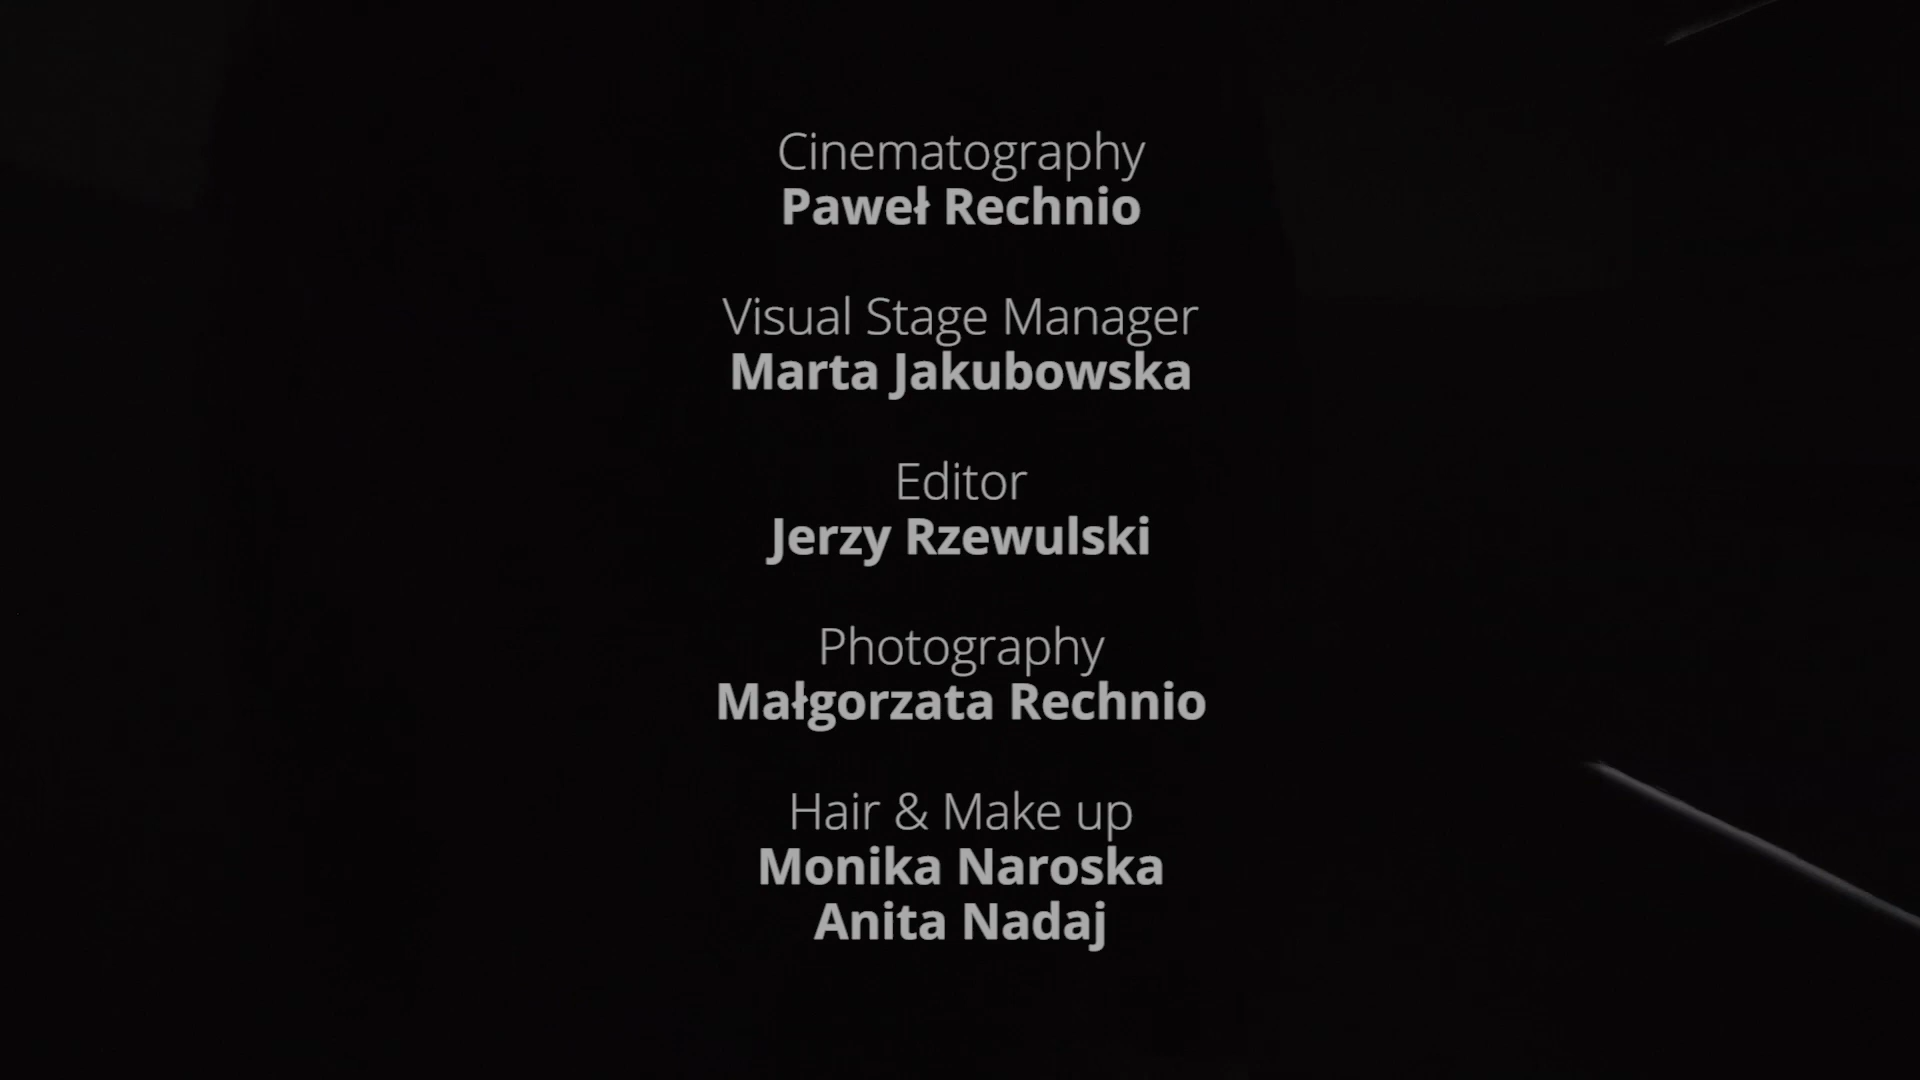 Cinematography
Paweł Rechnio
Visual Stage Manager
Marta Jakubowska
Editor
Jerzy Rzewulski
Photography
Małgorzata Rechnio
Hair & Make up
Monika Naroska
Anita Nadaj